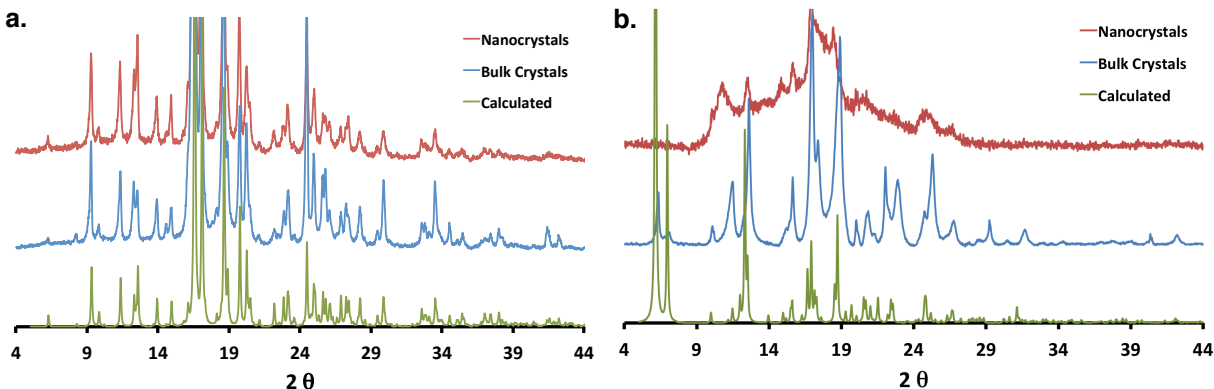 a.
Nanocrystals
Bulk Crystals
Calculated
4 9 14 19 24 29 34 39 44
2 θ
b.
Nanocrystals
Bulk Crystals
Calculated
4 9 14 19 24 29 34 39 44
2 θ